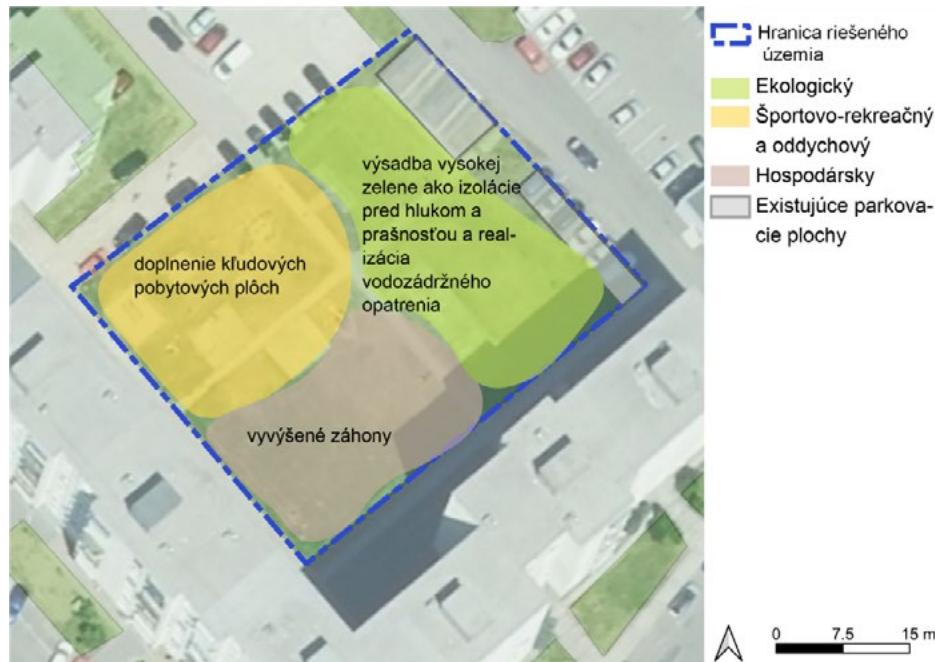 výsadba vysokej
zelene ako izolácie
pred hlukom a
prašnosťou a real-
izácia
vodozádržného
opatrenia
doplnenie kľudových
pobytových plôch
vyvýšené záhony
Hranica riešeného
územia
Ekologický
Športovo-rekreačný
a oddychový
Hospodársky
Existujúce parkova-
cie plochy
0 7.5 15 m